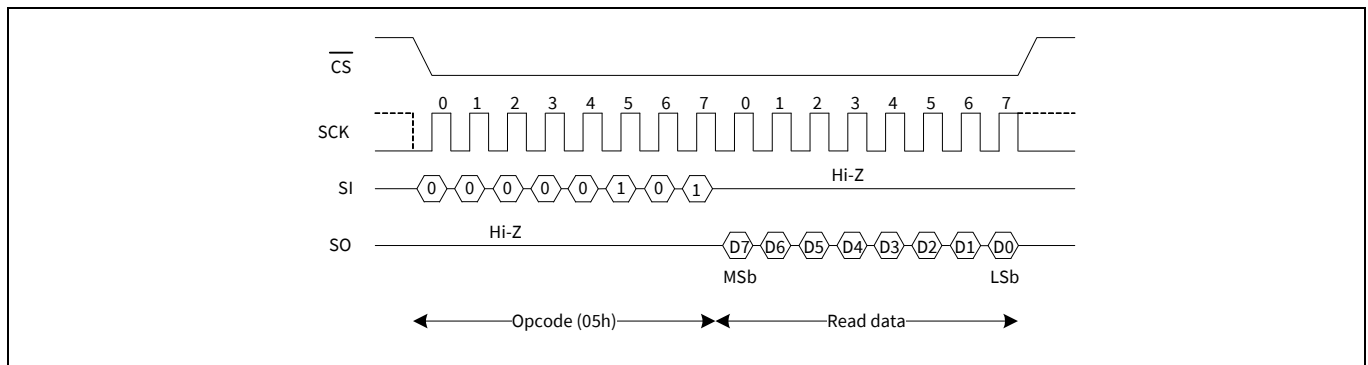 CS
0 1 2 3 4 5 6 7 0 1 2 3 4 5 6 7
SCK
Hi-Z
SI 0 0 0 0 0 1 0 1
Hi-Z
SO D7 D6 D5 D4 D3 D2 D1 D0
MSb LSb
Opcode (05h) Read data